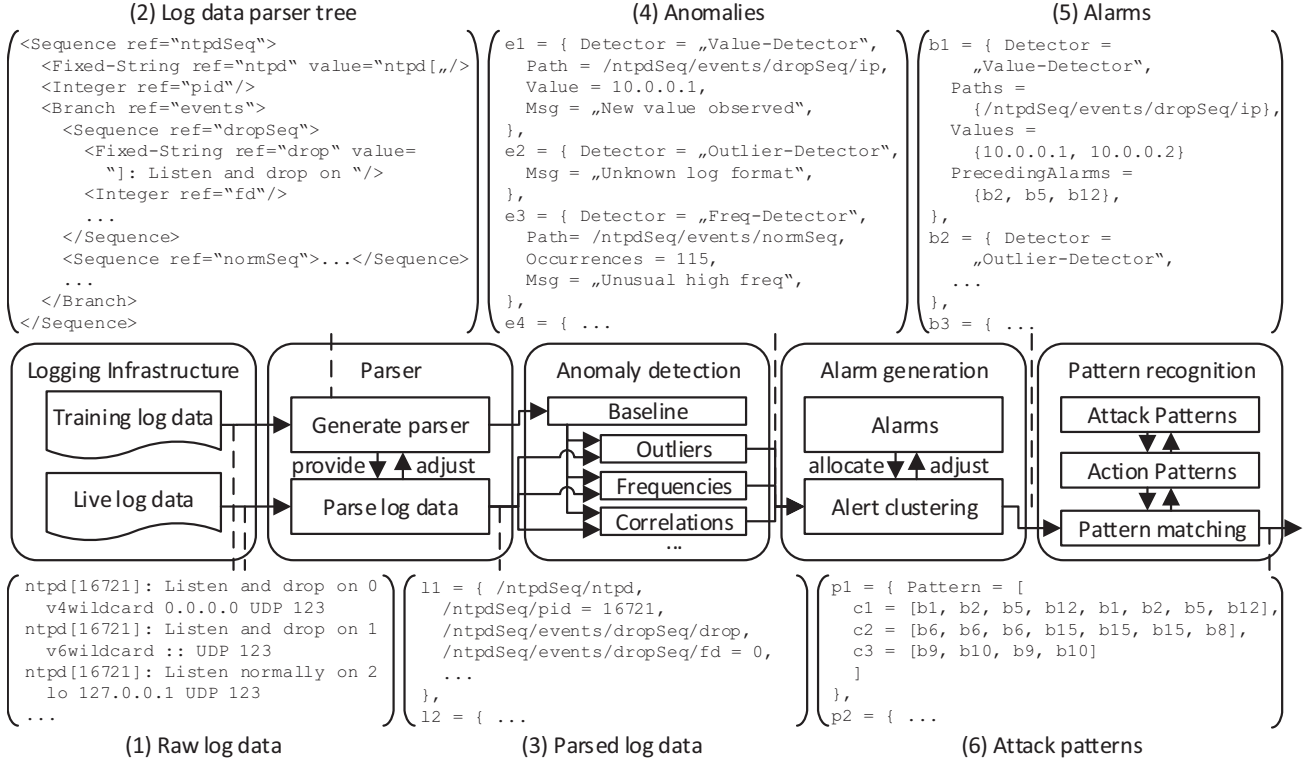 (2) Log data parser tree
<Sequence ref=“ntpdSeq“>
<Fixed-String ref=“ntpd“ value=“ntpd[„/>
<Integer ref=“pid“/>
<Branch ref=“events“>
<Sequence ref=“dropSeq“>
<Fixed-String ref=“drop“ value=
“]: Listen and drop on “/>
<Integer ref=“fd“/>
...
</Sequence>
<Sequence ref=“normSeq“>...</Sequence>
...
</Branch>
</Sequence>
(4) Anomalies
e1 = { Detector = „Value-Detector“,
Path = /ntpdSeq/events/dropSeq/ip,
Value = 10.0.0.1,
Msg = „New value observed“,
},
e2 = { Detector = „Outlier-Detector“,
Msg = „Unknown log format“,
},
e3 = { Detector = „Freq-Detector“,
Path= /ntpdSeq/events/normSeq,
Occurrences = 115,
Msg = „Unusual high freq“,
},
e4 = { ...
(5) Alarms
b1 = { Detector =
„Value-Detector“,
Paths =
{/ntpdSeq/events/dropSeq/ip},
Values =
{10.0.0.1, 10.0.0.2}
PrecedingAlarms =
{b2, b5, b12},
},
b2 = { Detector =
„Outlier-Detector“,
...
},
b3 = { ...
Logging Infrastructure
Training log data
Live log data
Parser
Generate parser
provide
adjust
Parse log data
Anomaly detection
Baseline
Outliers
Frequencies
Correlations
...
Alarm generation
Alarms
allocate
adjust
Alert clustering
Pattern recognition
Attack Patterns
Action Patterns
Pattern matching
ntpd[16721]: Listen and drop on 0
v4wildcard 0.0.0.0 UDP 123
ntpd[16721]: Listen and drop on 1
v6wildcard :: UDP 123
ntpd[16721]: Listen normally on 2
lo 127.0.0.1 UDP 123
...
(1) Raw log data
l1 = { /ntpdSeq/ntpd,
/ntpdSeq/pid = 16721,
/ntpdSeq/events/dropSeq/drop,
/ntpdSeq/events/dropSeq/fd = 0,
...
},
l2 = { ...
(3) Parsed log data
p1 = { Pattern = [
c1 = [b1, b2, b5, b12, b1, b2, b5, b12],
c2 = [b6, b6, b6, b15, b15, b15, b8],
c3 = [b9, b10, b9, b10]
]
},
p2 = { ...
(6) Attack patterns